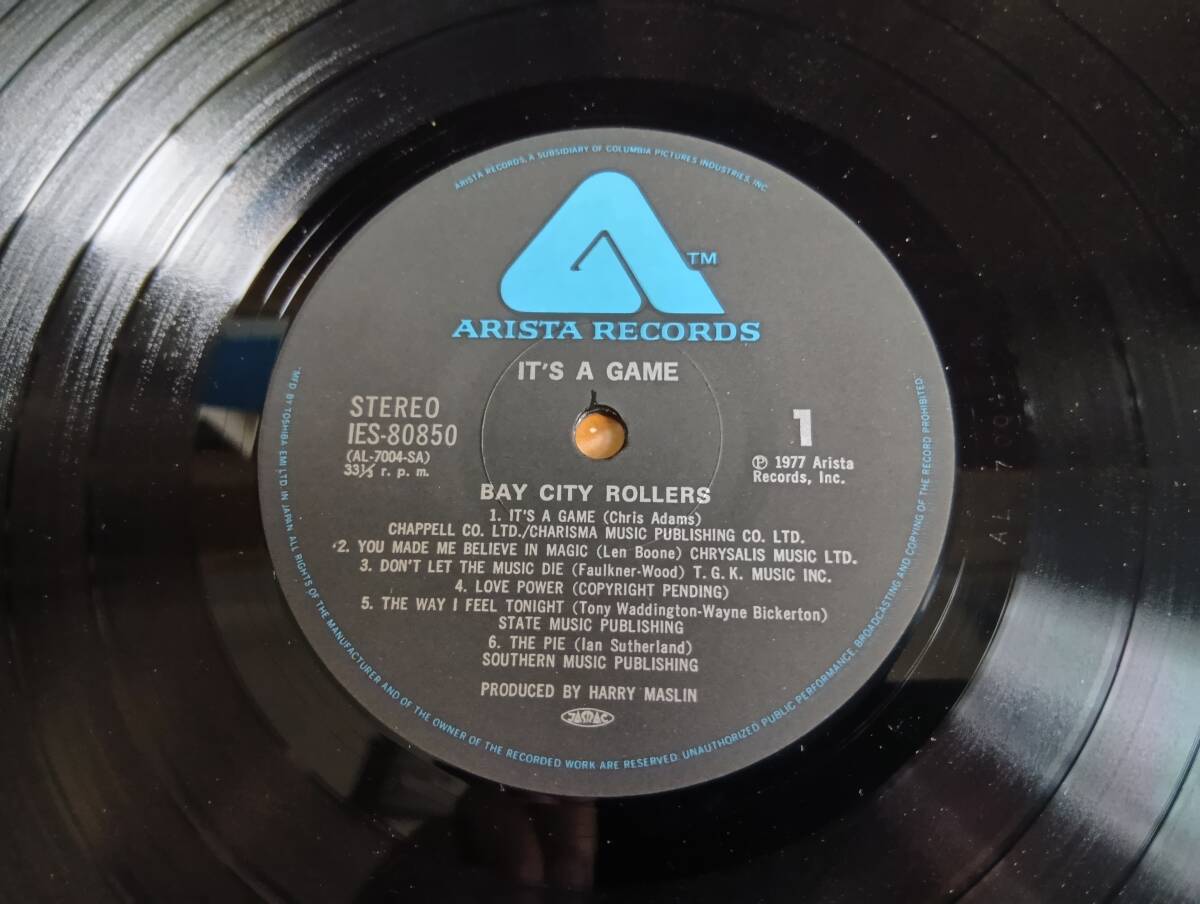 ARISTA RECORDS, A SUBSIDIARY OF COLUMBIA PICTURES INDUSTRIES, INC.
TM
ARISTA RECORDS
IT'S A GAME
STEREO
IES-80850
(AL-7004-SA)
33⅓ r. p. m.
1
Ⓟ 1977 Arista
Records, Inc.
BAY CITY ROLLERS
1. IT'S A GAME (Chris Adams)
CHAPPELL CO. LTD./CHARISMA MUSIC PUBLISHING CO. LTD.
2. YOU MADE ME BELIEVE IN MAGIC (Len Boone) CHRYSALIS MUSIC LTD.
3. DON'T LET THE MUSIC DIE (Faulkner-Wood) T. G. K. MUSIC INC.
4. LOVE POWER (COPYRIGHT PENDING)
5. THE WAY I FEEL TONIGHT (Tony Waddington-Wayne Bickerton)
STATE MUSIC PUBLISHING
6. THE PIE (Ian Sutherland)
SOUTHERN MUSIC PUBLISHING
PRODUCED BY HARRY MASLIN
JASRAC
MF'D BY TOSHIBA EMI LTD. IN JAPAN ALL RIGHTS OF THE MANUFACTURER AND OF THE OWNER OF THE RECORDED WORK ARE RESERVED. UNAUTHORIZED PUBLIC PERFORMANCE, BROADCASTING AND COPYING OF THE RECORD PROHIBITED.